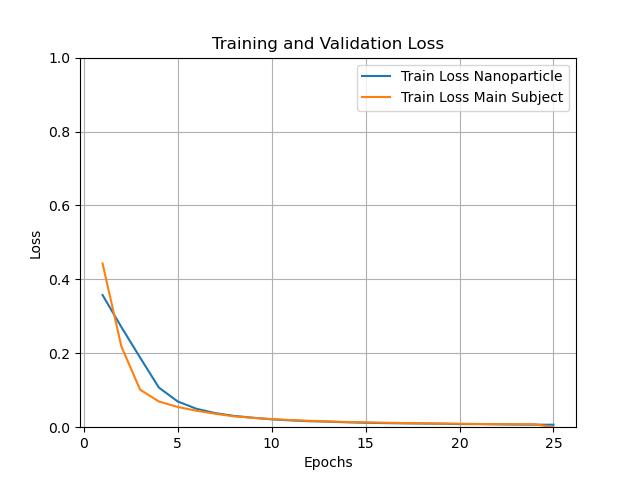 Training and Validation Loss
1.0
0.8
0.6
0.4
0.2
0.0
Loss
Train Loss Nanoparticle
Train Loss Main Subject
0 5 10 15 20 25
Epochs